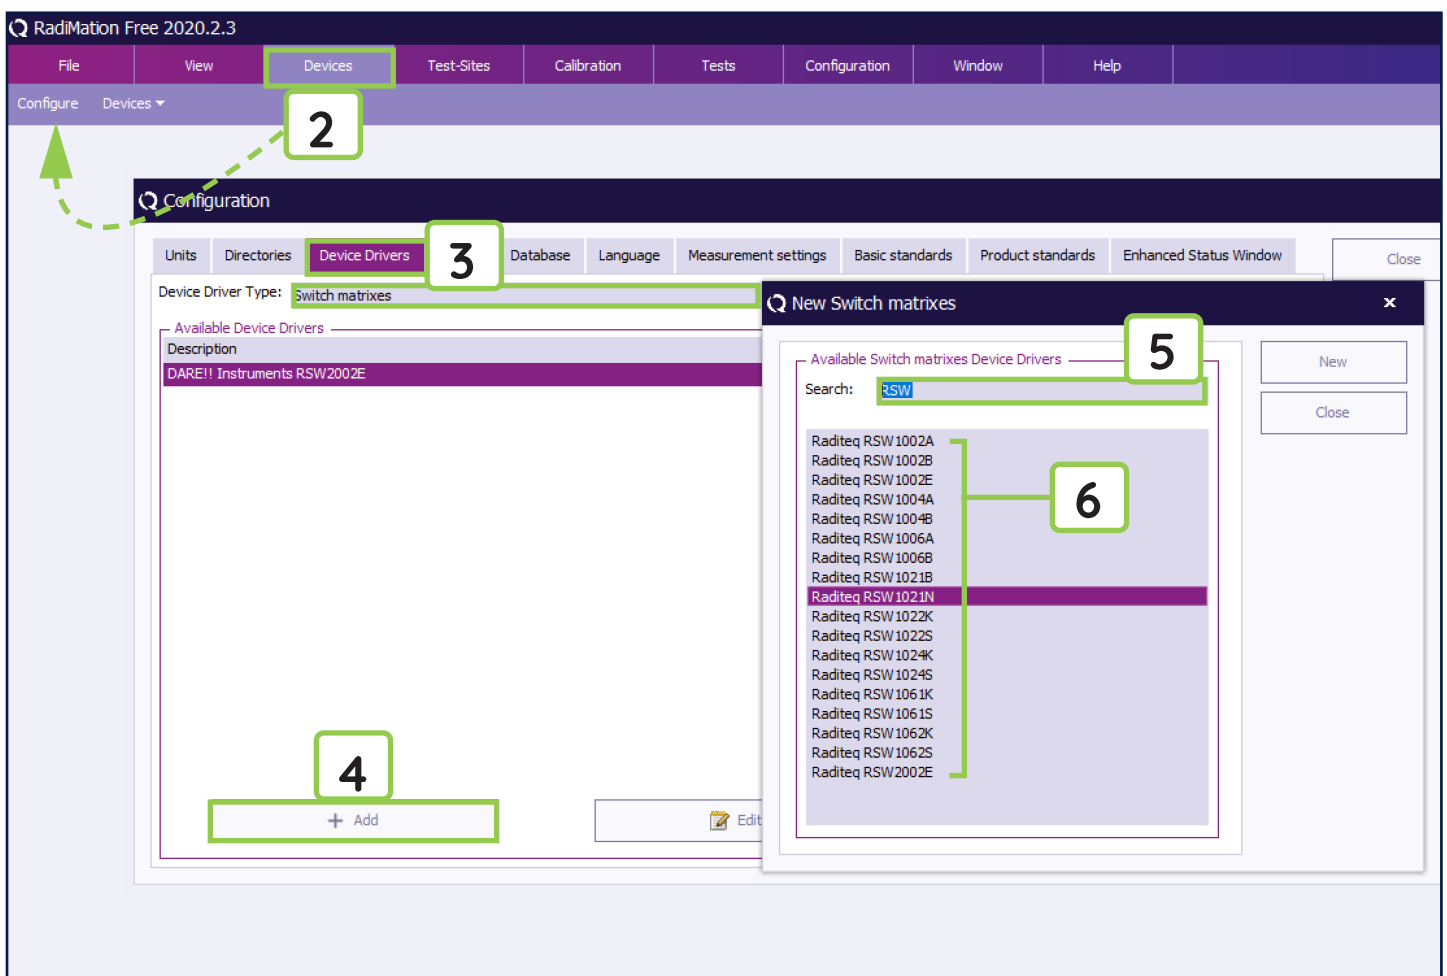 RadiMation Free 2020.2.3
File View Devices Test-Sites Calibration Tests Configuration Window Help
Configure Devices
2
Configuration
Units Directories Device Drivers 3 Database Language Measurement settings Basic standards Product standards Enhanced Status Window
Close
Device Driver Type: Switch matrixes
Available Device Drivers
Description
DARE!! Instruments RSW2002E
4
+ Add
Edit
New Switch matrixes x
5
Available Switch matrixes Device Drivers
Search: RSW
New
Close
Raditeq RSW1002A
Raditeq RSW1002B
Raditeq RSW1002E
Raditeq RSW1004A
Raditeq RSW1004B
Raditeq RSW1006A
Raditeq RSW1006B
Raditeq RSW1021B
Raditeq RSW1021N
Raditeq RSW1022K
Raditeq RSW1022S
Raditeq RSW1024K
Raditeq RSW1024S
Raditeq RSW1061K
Raditeq RSW1061S
Raditeq RSW1062K
Raditeq RSW1062S
Raditeq RSW2002E
6